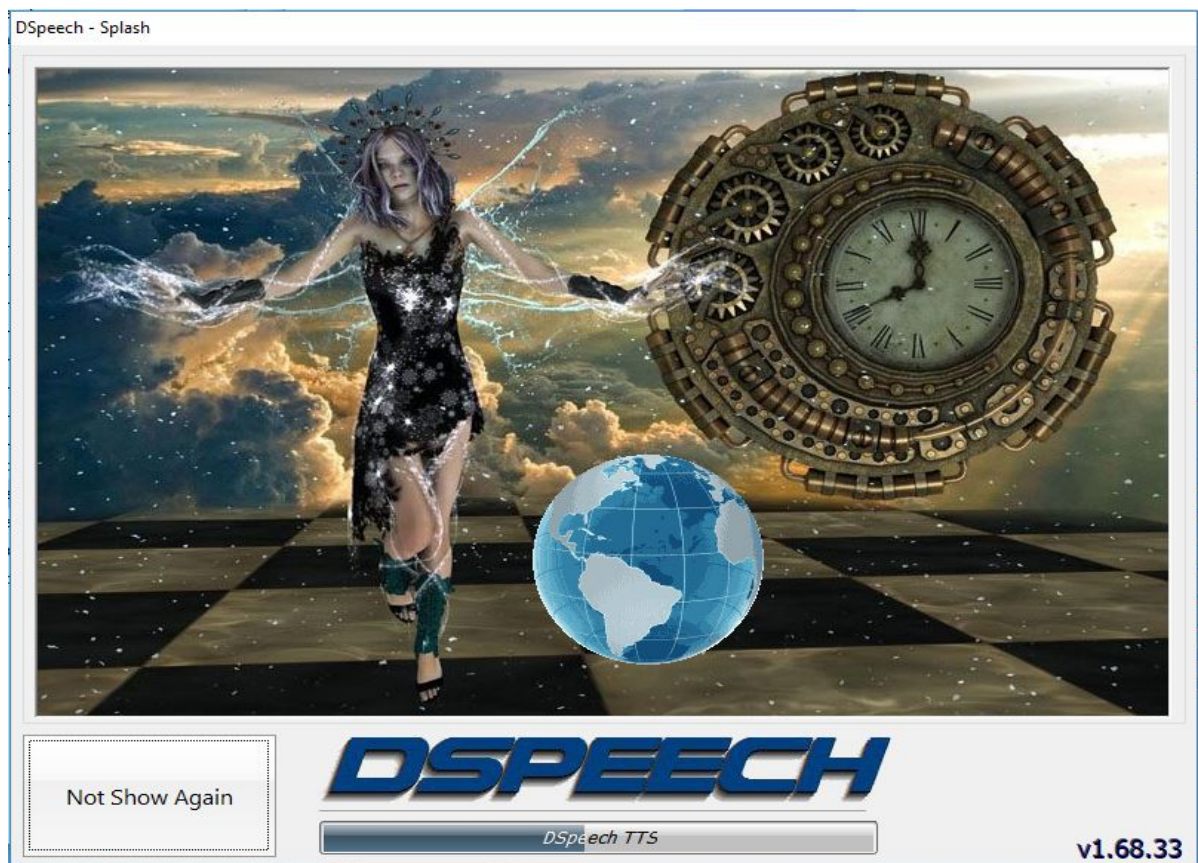 DSpeech - Splash
DSPEECH
Not Show Again
DSpeech TTS
v1.68.33